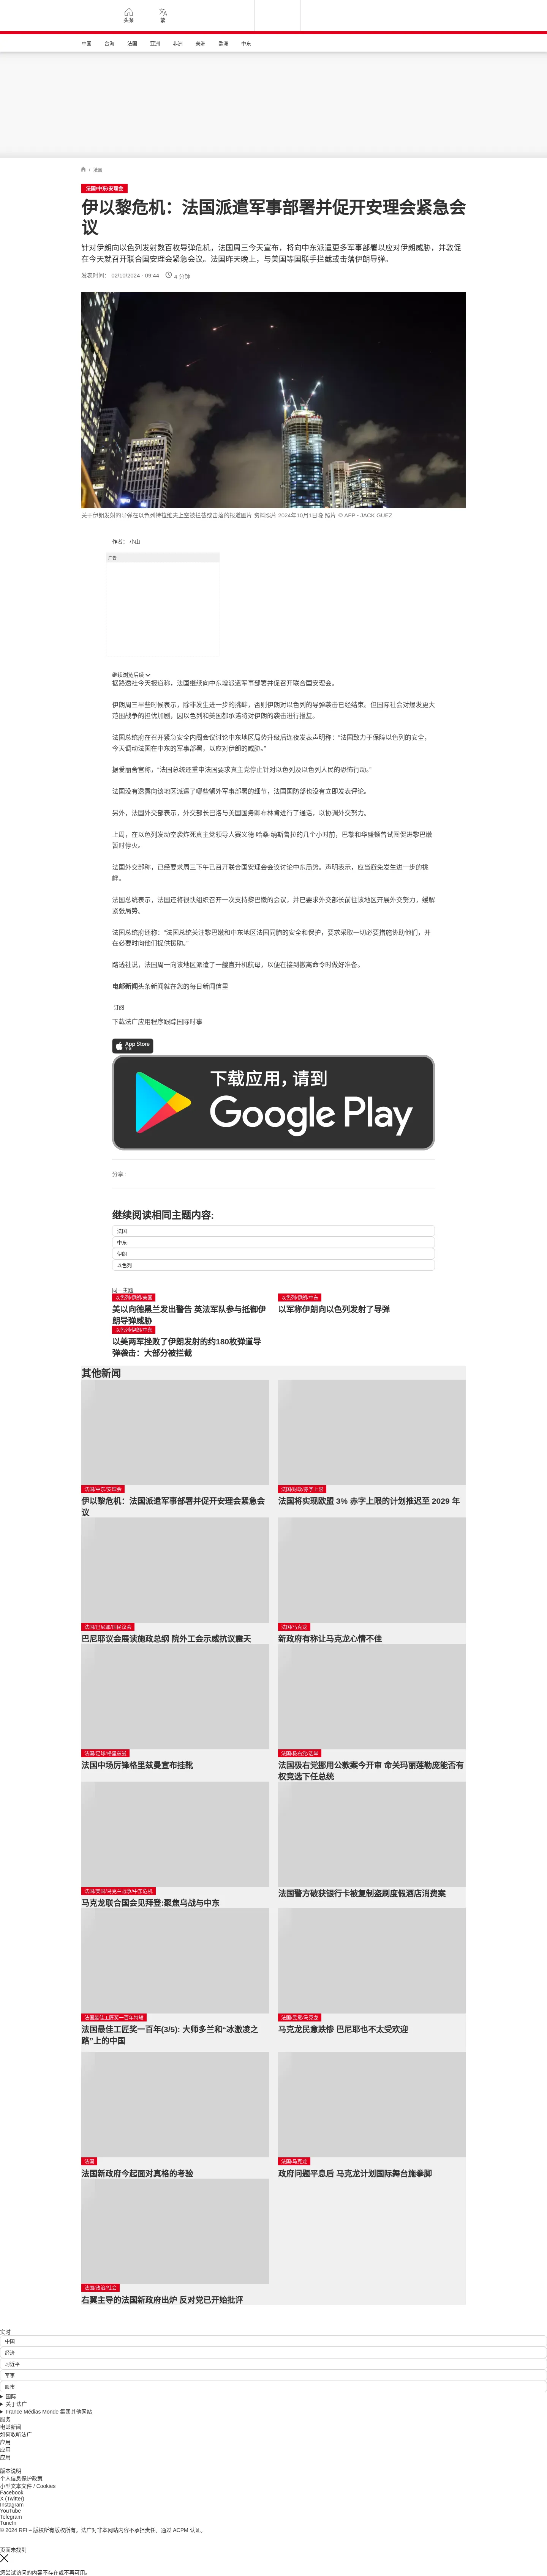 头条
繁
中国
台海
法国
亚洲
非洲
美洲
欧洲
中东
/ 法国
法国/中东/安理会
伊以黎危机：法国派遣军事部署并促开安理会紧急会
议
针对伊朗向以色列发射数百枚导弹危机，法国周三今天宣布，将向中东派遣更多军事部署以应对伊朗威胁，并敦促
在今天就召开联合国安理会紧急会议。法国昨天晚上，与美国等国联手拦截或击落伊朗导弹。
发表时间： 02/10/2024 - 09:44 4 分钟
关于伊朗发射的导弹在以色列特拉维夫上空被拦截或击落的报道图片 资料照片 2024年10月1日晚 照片 © AFP - JACK GUEZ
作者： 小山
广告
继续浏览后续
据路透社今天报道称，法国继续向中东增派遣军事部署并促召开联合国安理会。
伊朗周三早些时候表示，除非发生进一步的挑衅，否则伊朗对以色列的导弹袭击已经结束。但国际社会对爆发更大
范围战争的担忧加剧，因以色列和美国都承诺将对伊朗的袭击进行报复。
法国总统府在召开紧急安全内阁会议讨论中东地区局势升级后连夜发表声明称：“法国致力于保障以色列的安全，
今天调动法国在中东的军事部署，以应对伊朗的威胁。”
据爱丽舍宫称，“法国总统还重申法国要求真主党停止针对以色列及以色列人民的恐怖行动。”
法国没有透露向该地区派遣了哪些额外军事部署的细节，法国国防部也没有立即发表评论。
另外，法国外交部表示，外交部长巴洛与美国国务卿布林肯进行了通话，以协调外交努力。
上周，在以色列发动空袭炸死真主党领导人赛义德·哈桑·纳斯鲁拉的几个小时前，巴黎和华盛顿曾试图促进黎巴嫩
暂时停火。
法国外交部称，已经要求周三下午已召开联合国安理会会议讨论中东局势。声明表示，应当避免发生进一步的挑
衅。
法国总统表示，法国还将很快组织召开一次支持黎巴嫩的会议，并已要求外交部长前往该地区开展外交努力，缓解
紧张局势。
法国总统府还称：“法国总统关注黎巴嫩和中东地区法国同胞的安全和保护，要求采取一切必要措施协助他们，并
在必要时向他们提供援助。”
路透社说，法国周一向该地区派遣了一艘直升机航母，以便在接到撤离命令时做好准备。
电邮新闻头条新闻就在您的每日新闻信里
订阅
下载法广应用程序跟踪国际时事
App Store
下载
下载应用,请到
Google Play
分享 :
继续阅读相同主题内容:
法国
中东
伊朗
以色列
同一主题
以色列/伊朗/美国
美以向德黑兰发出警告 英法军队参与抵御伊
朗导弹威胁
以色列/伊朗/中东
以军称伊朗向以色列发射了导弹
以色列/伊朗/中东
以美两军挫败了伊朗发射的约180枚弹道导
弹袭击：大部分被拦截
其他新闻
法国/中东/安理会
伊以黎危机：法国派遣军事部署并促开安理会紧急会
议
法国/财政/赤字上限
法国将实现欧盟 3% 赤字上限的计划推迟至 2029 年
法国/巴尼耶/国民议会
巴尼耶议会展读施政总纲 院外工会示威抗议震天
法国/马克龙
新政府有称让马克龙心情不佳
法国/足球/格里兹曼
法国中场厉锋格里兹曼宣布挂靴
法国/极右党/选举
法国极右党挪用公款案今开审 命关玛丽莲勒庞能否有
权竞选下任总统
法国/美国/乌克兰战争/中东危机
马克龙联合国会见拜登:聚焦乌战与中东
法国警方破获银行卡被复制盗刷度假酒店消费案
法国最佳工匠奖一百年特辑
法国最佳工匠奖一百年(3/5): 大师多兰和“冰激凌之
路”上的中国
法国/民意/马克龙
马克龙民意跌惨 巴尼耶也不太受欢迎
法国
法国新政府今起面对真格的考验
法国/马克龙
政府问题平息后 马克龙计划国际舞台施拳脚
法国/政治/社会
右翼主导的法国新政府出炉 反对党已开始批评
实时
中国
经济
习近平
军事
股市
国际
关于法广
France Médias Monde 集团其他网站
服务
电邮新闻
如何收听法广
应用
应用
应用
版本说明
个人信息保护政策
小型文本文件 / Cookies
Facebook
X (Twitter)
Instagram
YouTube
Telegram
TuneIn
© 2024 RFI – 版权所有版权所有。法广对非本网站内容不承担责任。通过 ACPM 认证。
页面未找到
您尝试访问的内容不存在或不再可用。